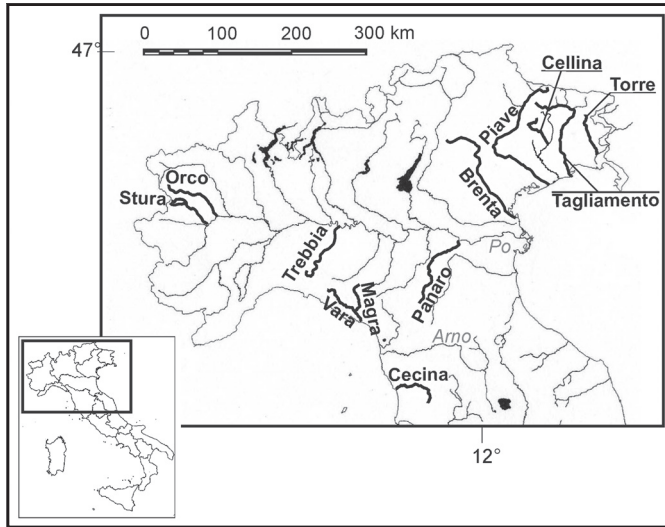 0 100 200 300 km
47°
Cellina
Torre
Piave
Orco
Stura
Brenta
Tagliamento
Trebbia
Po
Panaro
Magra
Vara
Arno
Cecina
12°